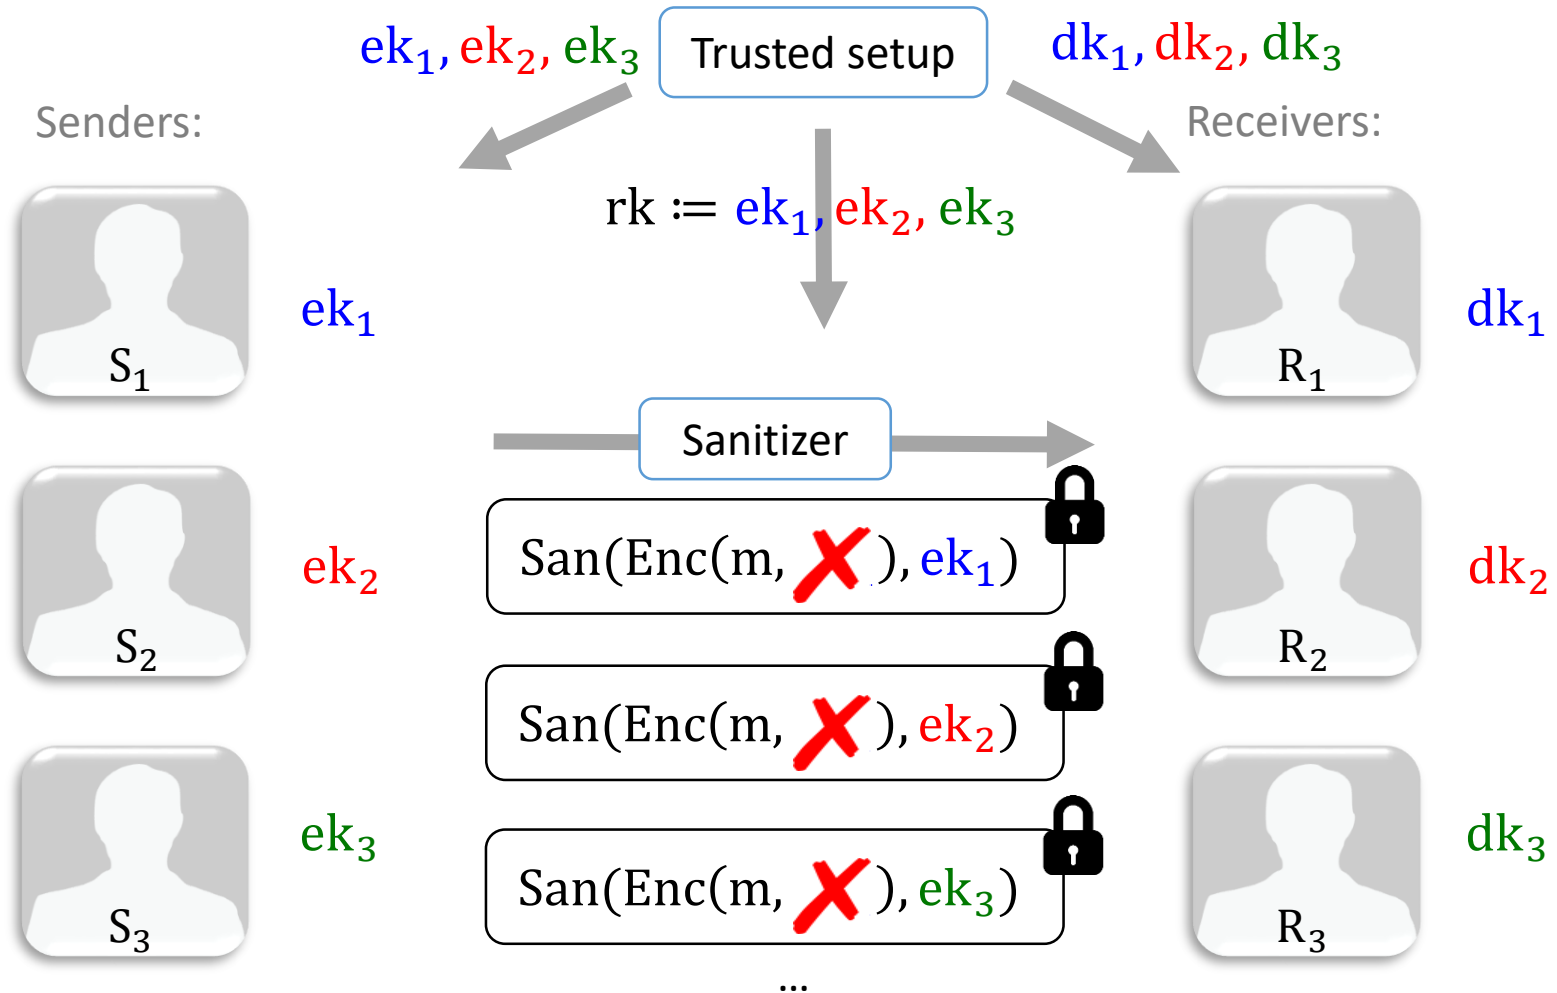 ek₁, ek₂, ek₃
Trusted setup
dk₁, dk₂, dk₃
Senders:
Receivers:
rk ≔ ek₁, ek₂, ek₃
ek₁
dk₁
S₁
R₁
Sanitizer
San(Enc(m, ✗), ek₁)
ek₂
dk₂
S₂
R₂
San(Enc(m, ✗), ek₂)
ek₃
dk₃
San(Enc(m, ✗), ek₃)
S₃
R₃
...